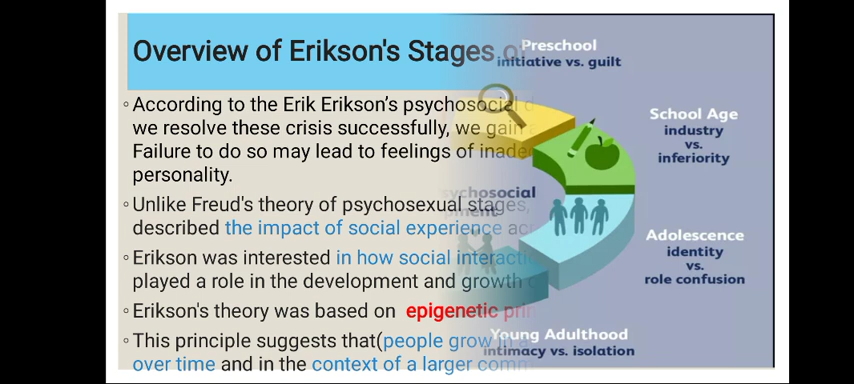 Overview of Erikson's Stages
According to the Erik Erikson's psychosocial
we resolve these crisis successfully, we gain
Failure to do so may lead to feelings of
personality.
Unlike Freud's theory of psychosexual stages,
described the impact of social experience
Erikson was interested in how social
played a role in the development and growth
Erikson's theory was based on epigenetic
This principle suggests that(people grow
over time and in the context of a larger
Preschool
initiative vs. guilt
School Age
industry
vs.
inferiority
Adolescence
identity
vs.
role confusion
Young Adulthood
intimacy vs. isolation